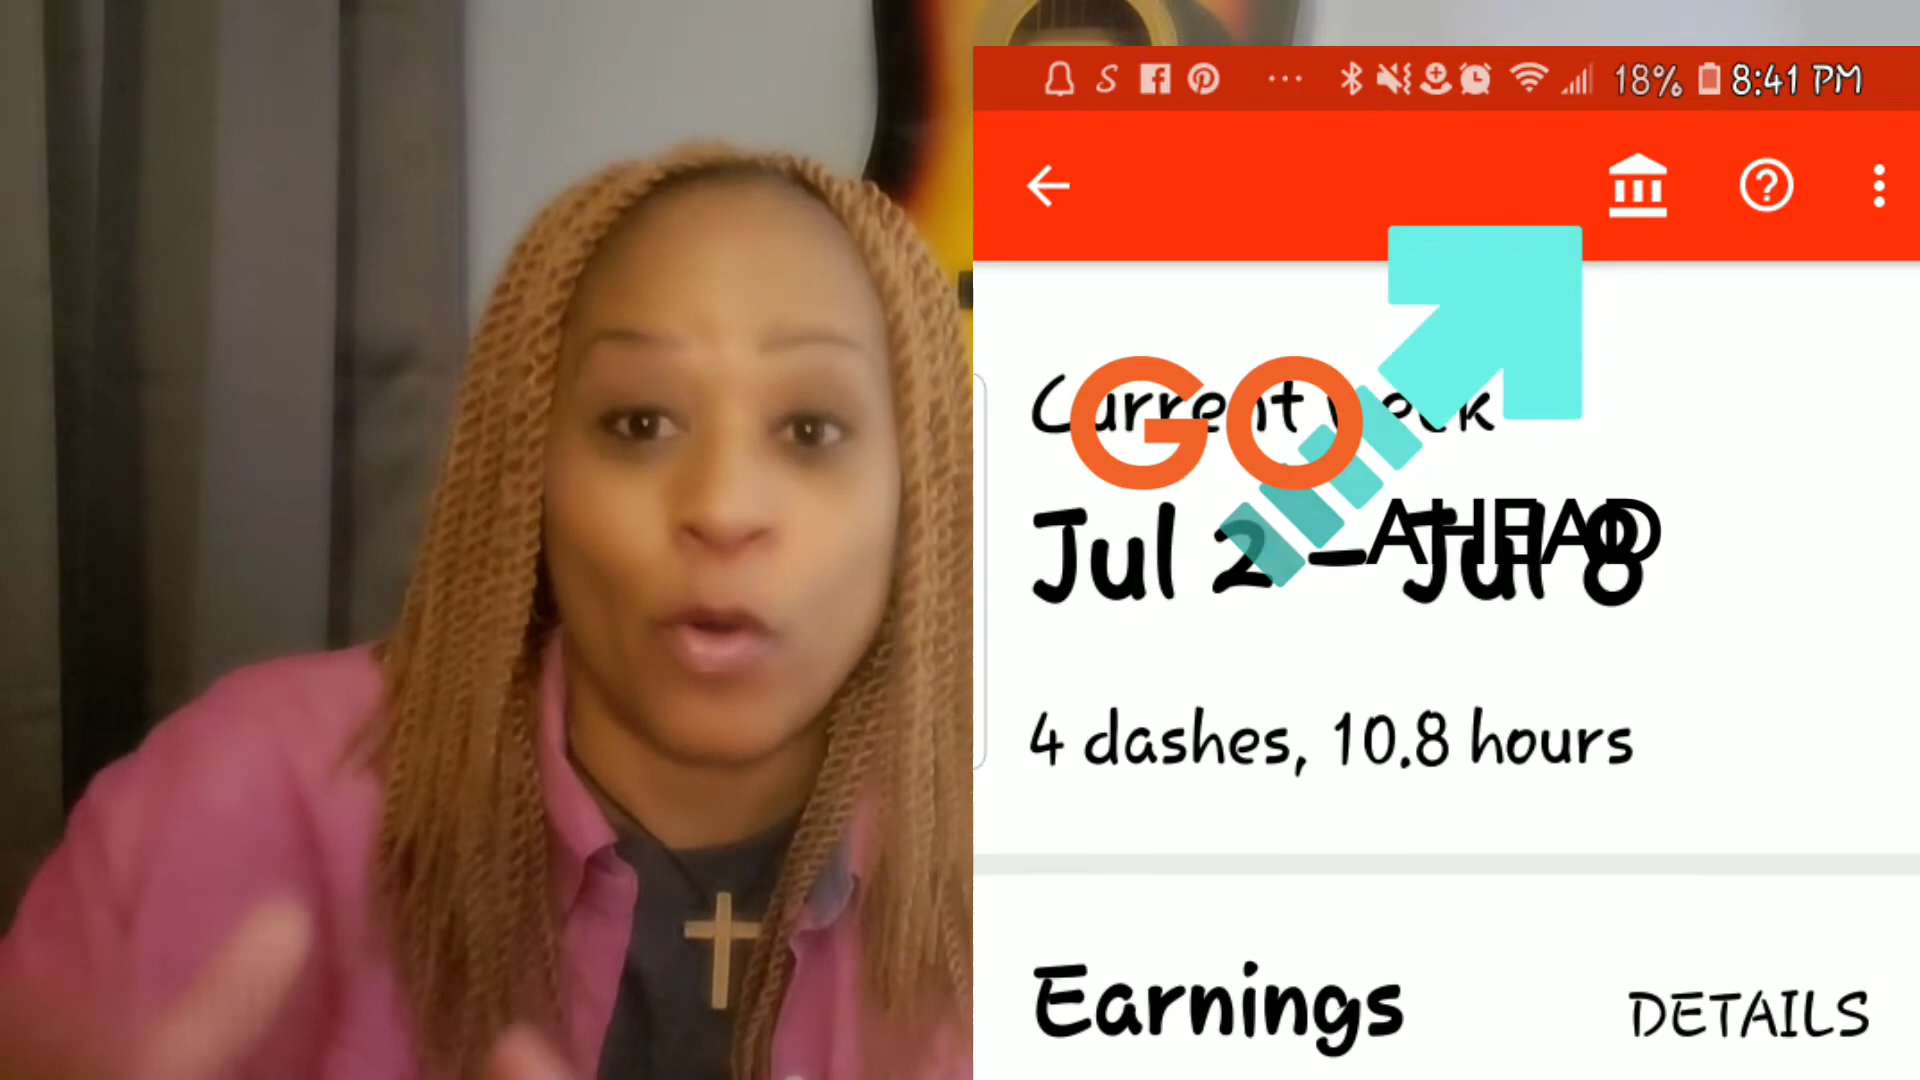 18% 8:41 PM
Current week
GO
AHEAD
Jul 2 – Jul 8
4 dashes, 10.8 hours
Earnings DETAILS